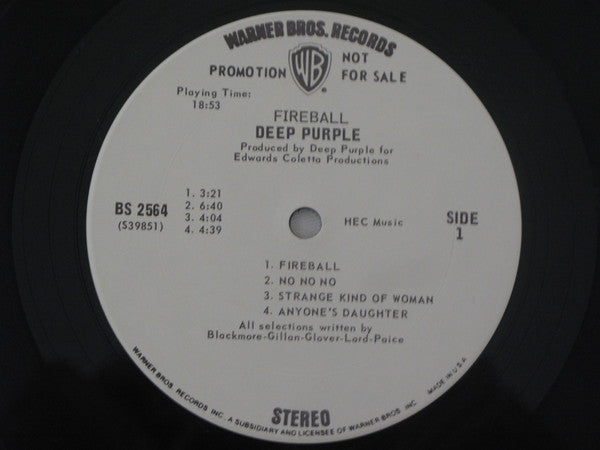 WARNER BROS. RECORDS
PROMOTION WB NOT FOR SALE
®
Playing Time:
18:53
FIREBALL
DEEP PURPLE
Produced by Deep Purple for
Edwards Coletta Productions
BS 2564
(S39851)
1. 3:21
2. 6:40
3. 4:04
4. 4:39
HEC Music
SIDE
1
1. FIREBALL
2. NO NO NO
3. STRANGE KIND OF WOMAN
4. ANYONE'S DAUGHTER
All selections written by
Blackmore-Gillan-Glover-Lord-Paice
STEREO
WARNER BROS. RECORDS INC. A SUBSIDIARY AND LICENSEE OF WARNER BROS. INC. MADE IN U.S.A.